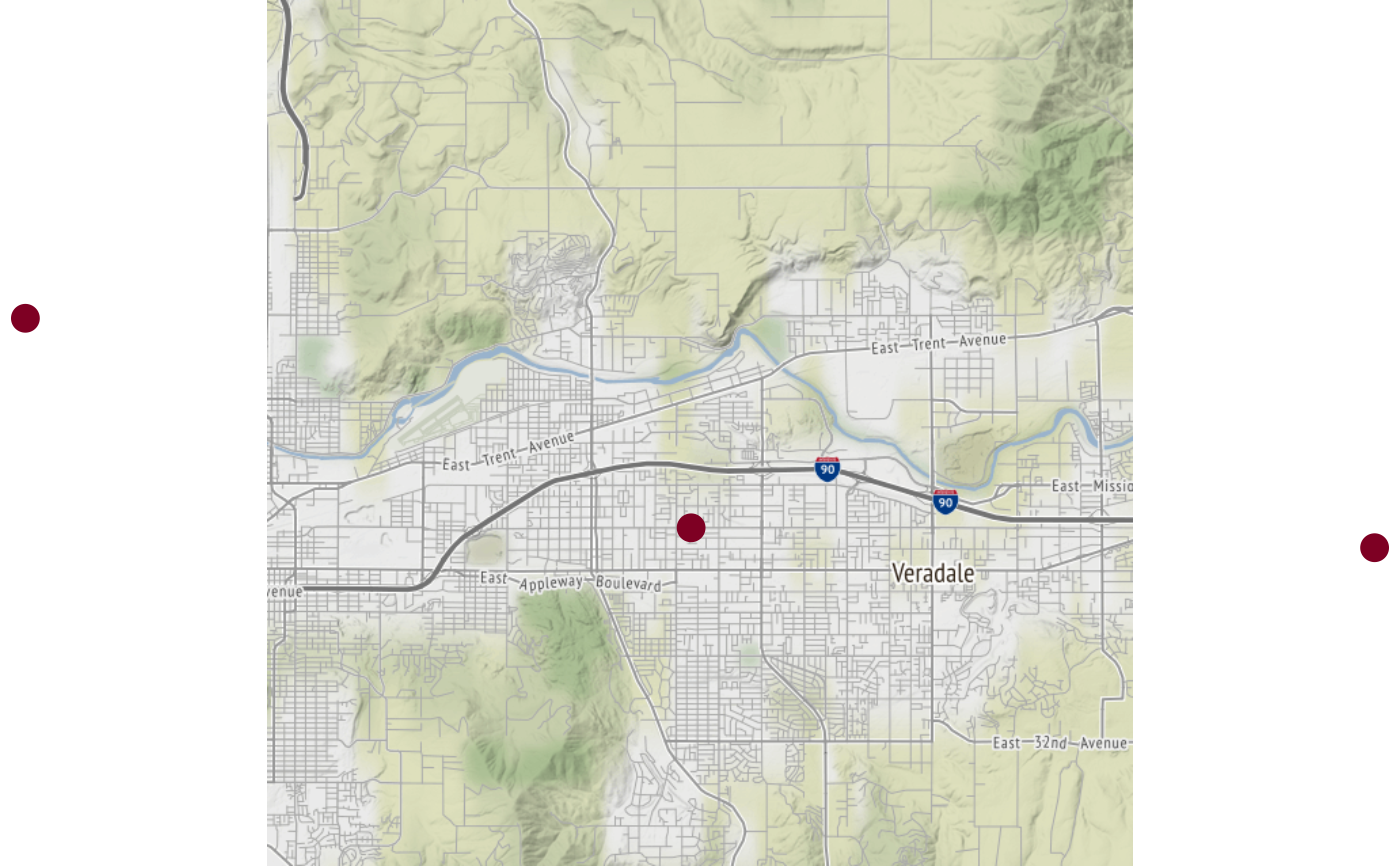 East Trent Avenue
East Trent Avenue
90
East Missio
90
Veradale
East Appleway Boulevard
venue
East 32nd Avenue